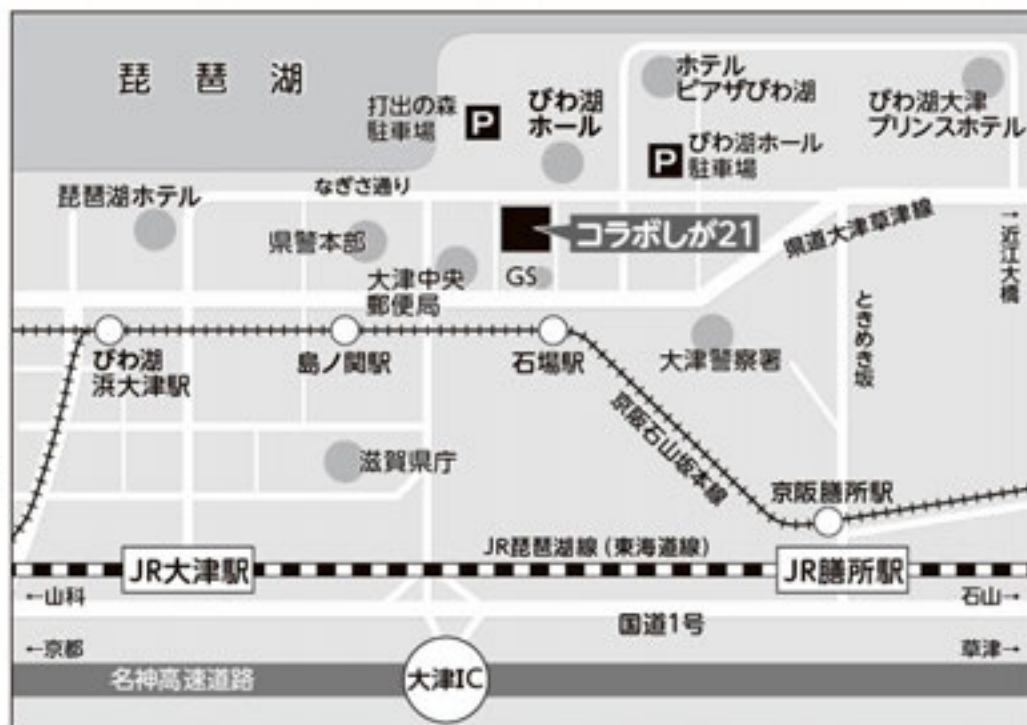 琵琶湖
打出の森
駐車場
P
びわ湖
ホール
ホテル
ピアザびわ湖
P
びわ湖ホール
駐車場
びわ湖大津
プリンスホテル
琵琶湖ホテル
なぎさ通り
県警本部
大津中央
郵便局
GS
コラボしが21
県道大津草津線
→近江大橋
びわ湖
浜大津駅
島ノ関駅
石場駅
大津警察署
ときめき坂
滋賀県庁
京阪石山坂本線
京阪膳所駅
JR琵琶湖線(東海道線)
JR大津駅
JR膳所駅
←山科
石山→
国道1号
←京都
草津→
名神高速道路
大津IC